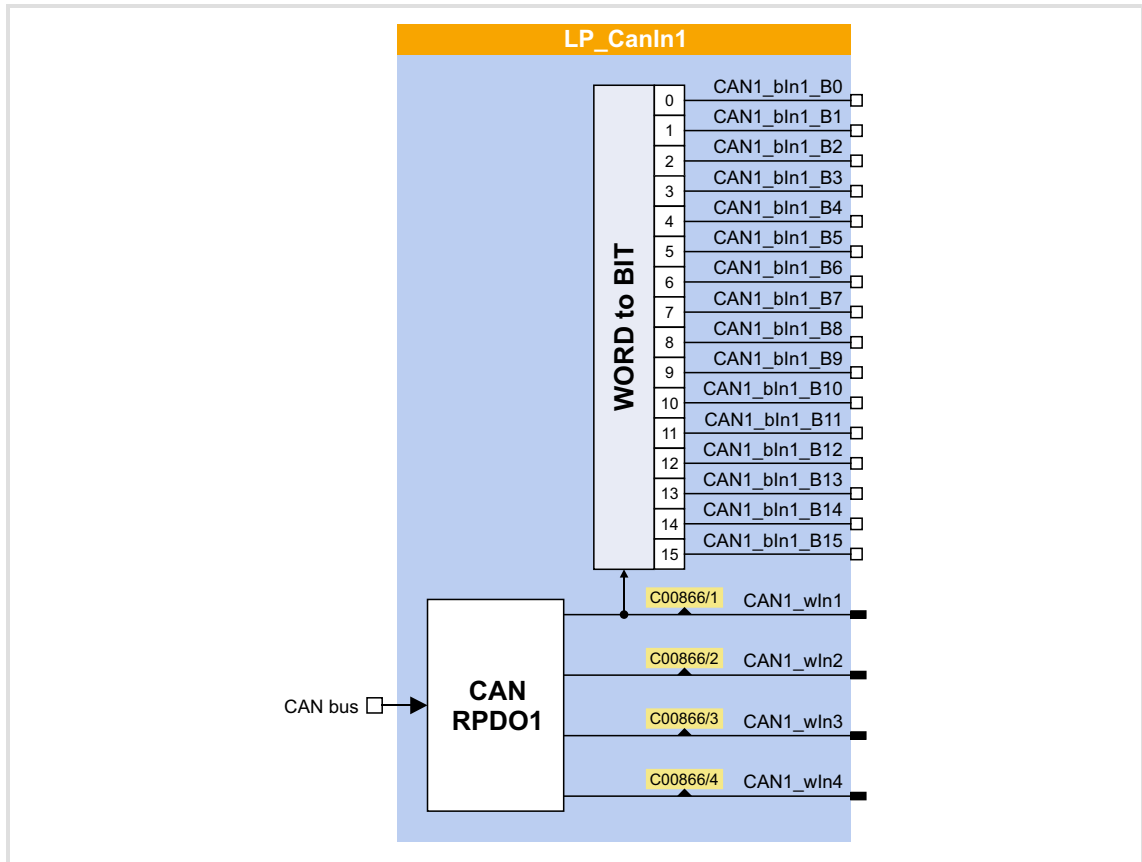 LP_CanIn1
CAN1_bIn1_B0
0
CAN1_bIn1_B1
1
CAN1_bIn1_B2
2
CAN1_bIn1_B3
3
CAN1_bIn1_B4
4
CAN1_bIn1_B5
5
CAN1_bIn1_B6
6
CAN1_bIn1_B7
7
CAN1_bIn1_B8
8
CAN1_bIn1_B9
9
CAN1_bIn1_B10
10
CAN1_bIn1_B11
11
CAN1_bIn1_B12
12
CAN1_bIn1_B13
13
CAN1_bIn1_B14
14
CAN1_bIn1_B15
15
WORD to BIT
C00866/1 CAN1_wIn1
C00866/2 CAN1_wIn2
C00866/3 CAN1_wIn3
C00866/4 CAN1_wIn4
CAN bus
CAN
RPDO1